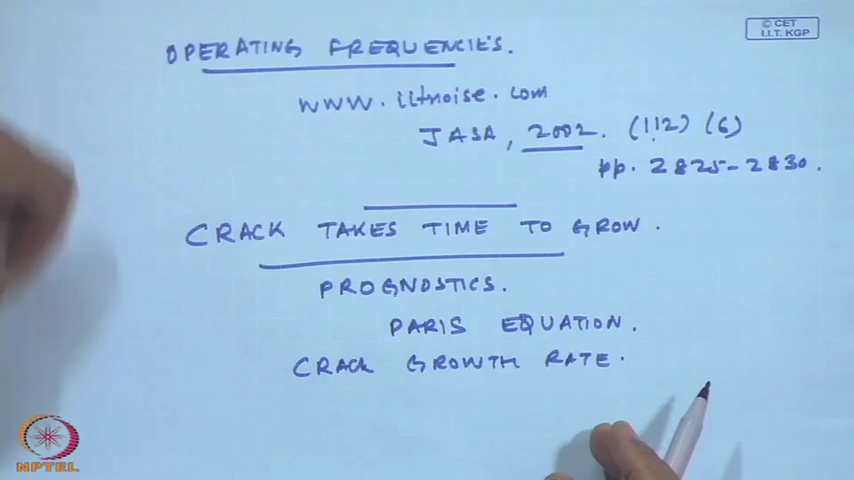 © CET
I.I.T. KGP
OPERATING FREQUENCIES.
www.iitnoise.com
JASA, 2002. (112) (6)
pp. 2825-2830.
CRACK TAKES TIME TO GROW.
PROGNOSTICS.
PARIS EQUATION.
CRACK GROWTH RATE.
NPTEL